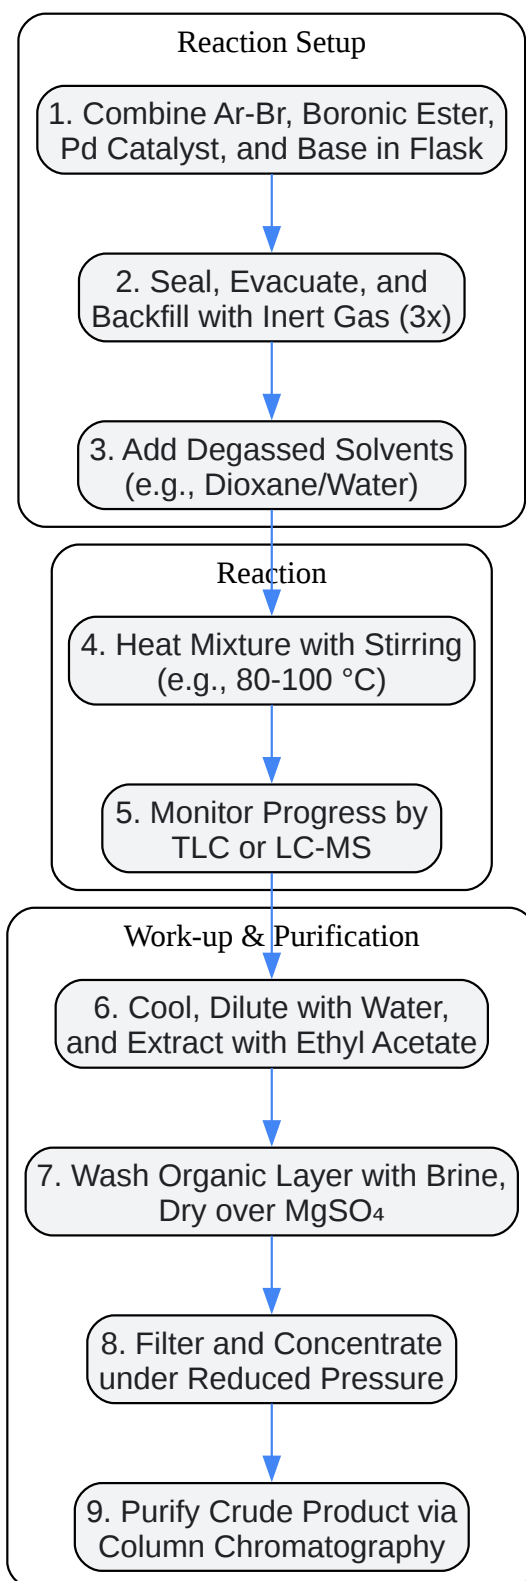 Reaction Setup
1. Combine Ar-Br, Boronic Ester,
Pd Catalyst, and Base in Flask
2. Seal, Evacuate, and
Backfill with Inert Gas (3x)
3. Add Degassed Solvents
(e.g., Dioxane/Water)
Reaction
4. Heat Mixture with Stirring
(e.g., 80-100 °C)
5. Monitor Progress by
TLC or LC-MS
Work-up & Purification
6. Cool, Dilute with Water,
and Extract with Ethyl Acetate
7. Wash Organic Layer with Brine,
Dry over MgSO₄
8. Filter and Concentrate
under Reduced Pressure
9. Purify Crude Product via
Column Chromatography